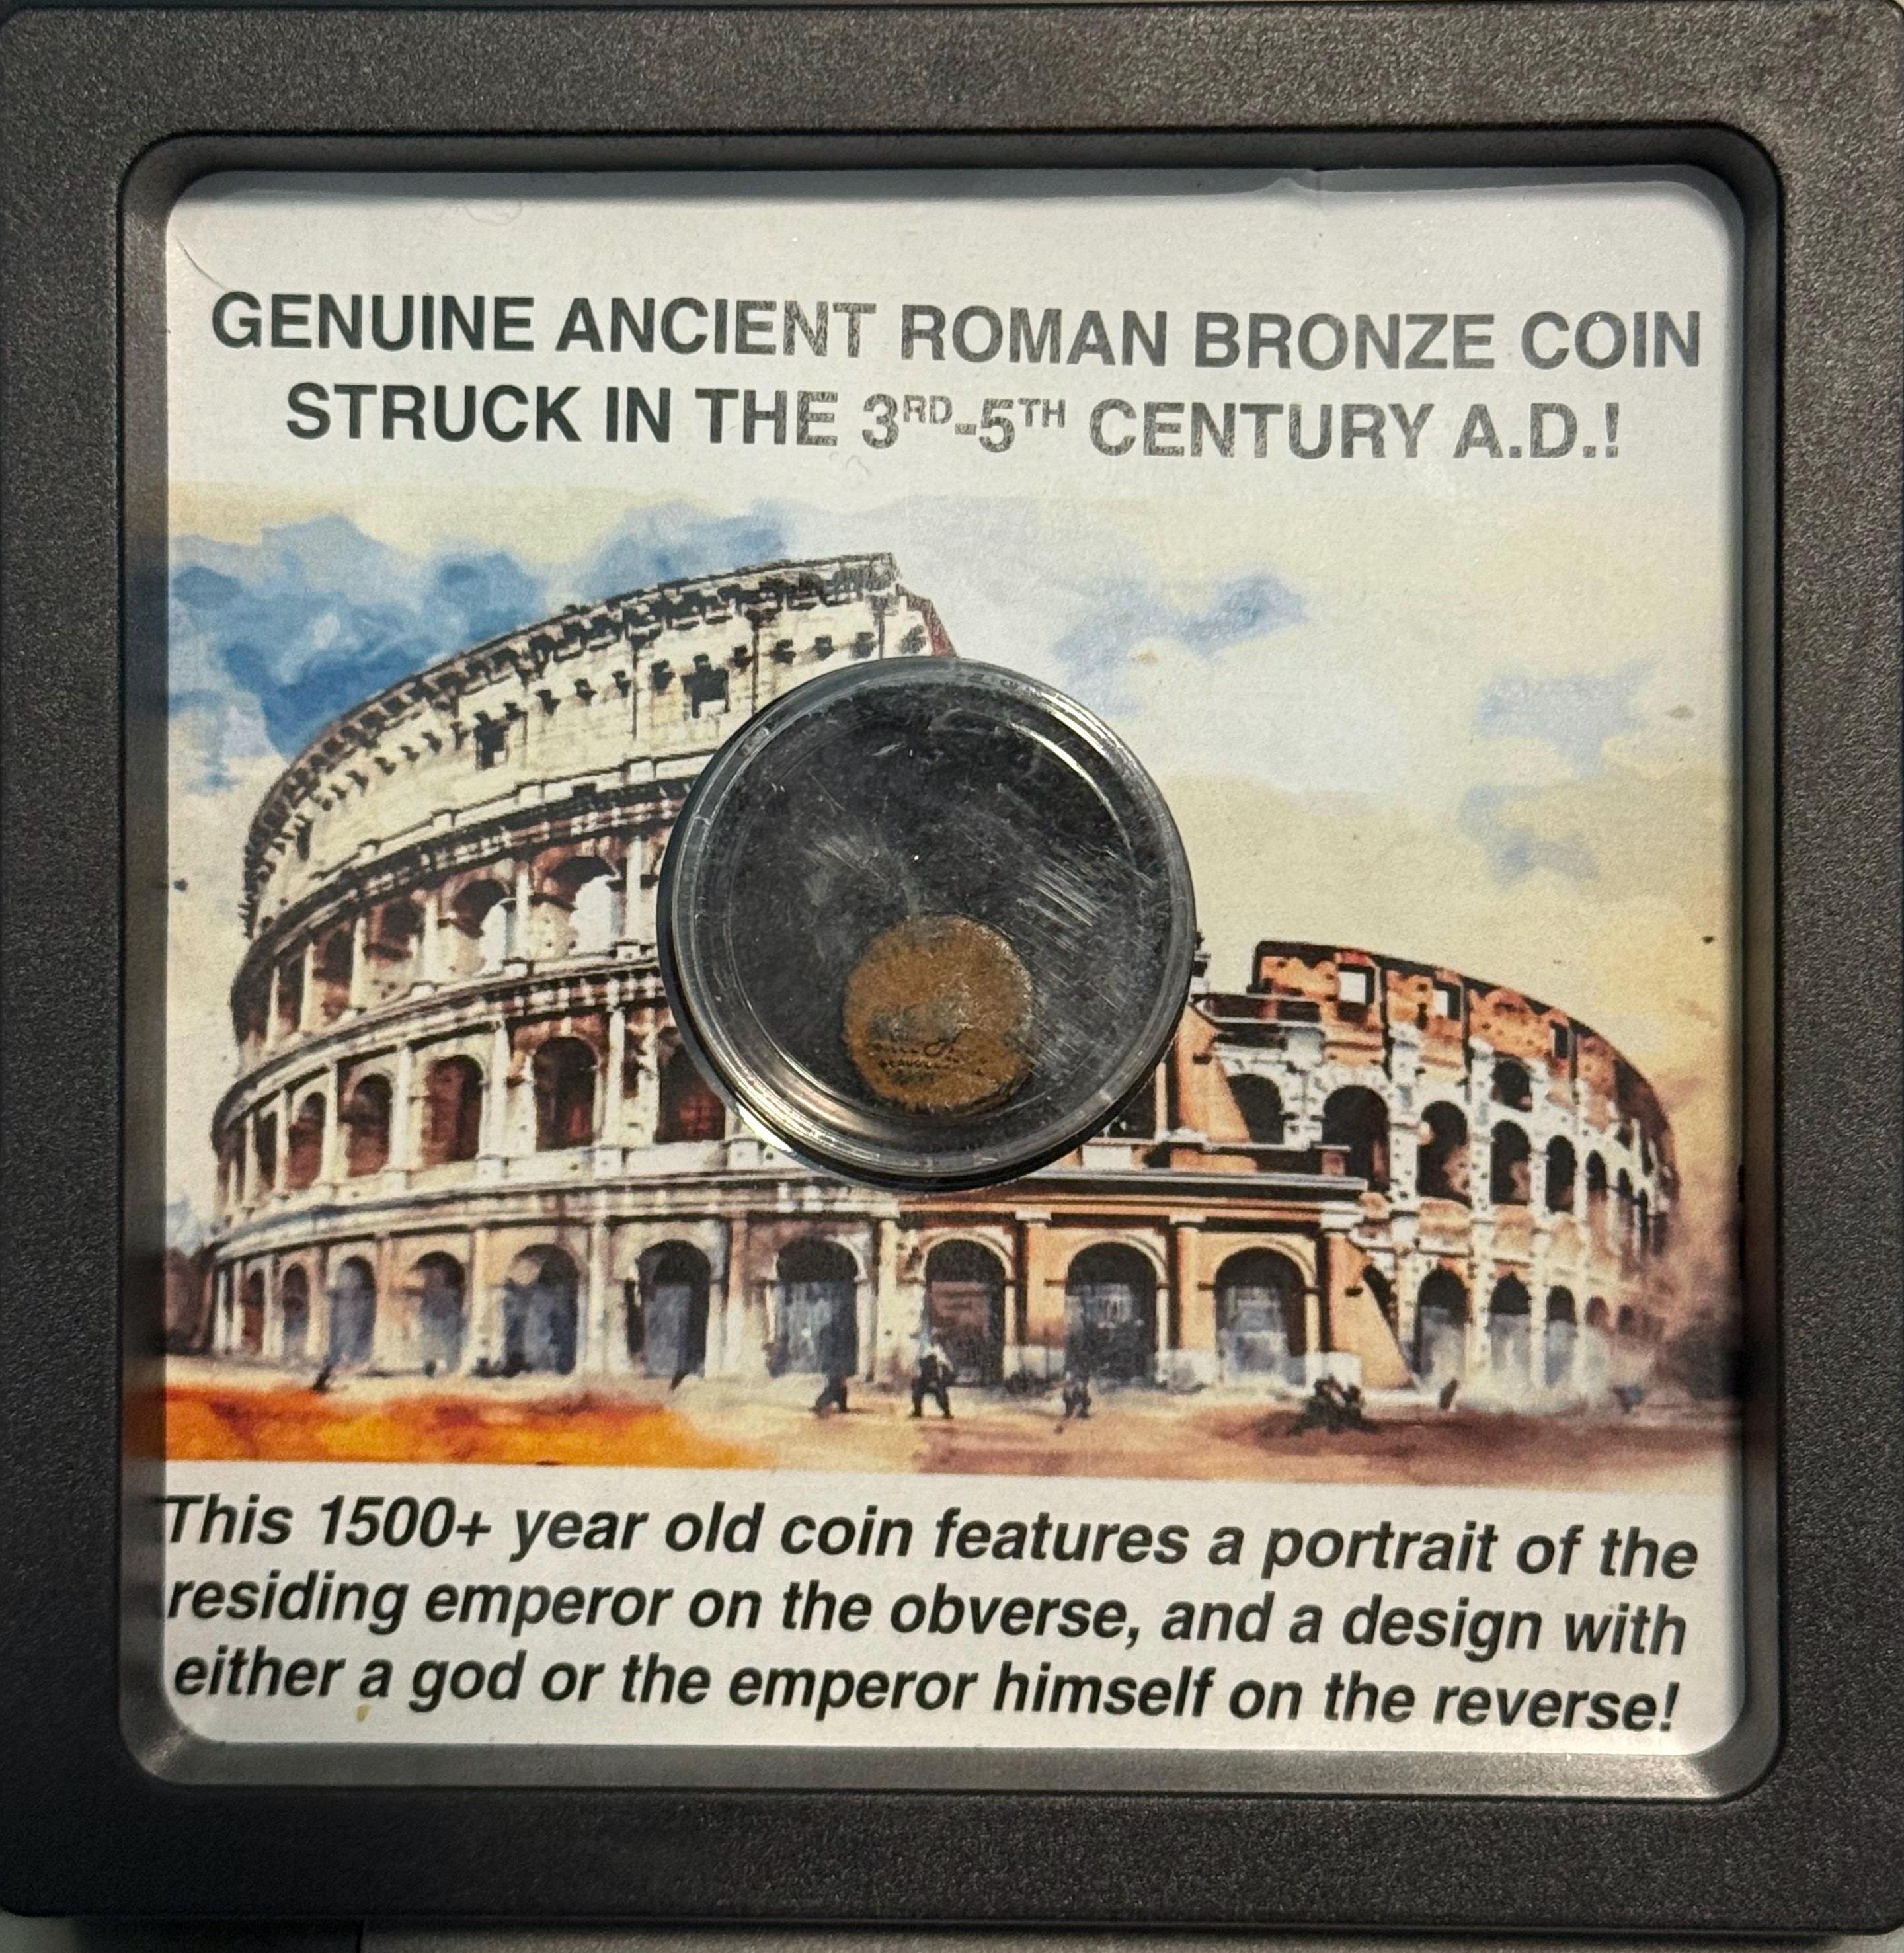 GENUINE ANCIENT ROMAN BRONZE COIN
STRUCK IN THE 3RD-5TH CENTURY A.D.!
This 1500+ year old coin features a portrait of the
residing emperor on the obverse, and a design with
either a god or the emperor himself on the reverse!